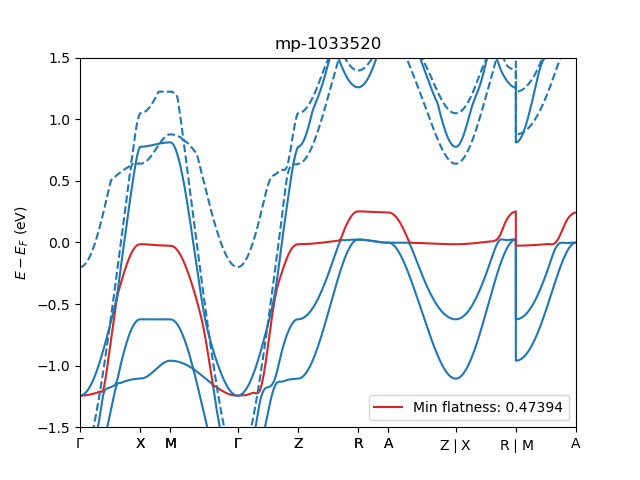 mp-1033520
E − E_F (eV)
1.5
1.0
0.5
0.0
−0.5
−1.0
−1.5
Min flatness: 0.47394
Γ X M Γ Z R A Z | X R | M A